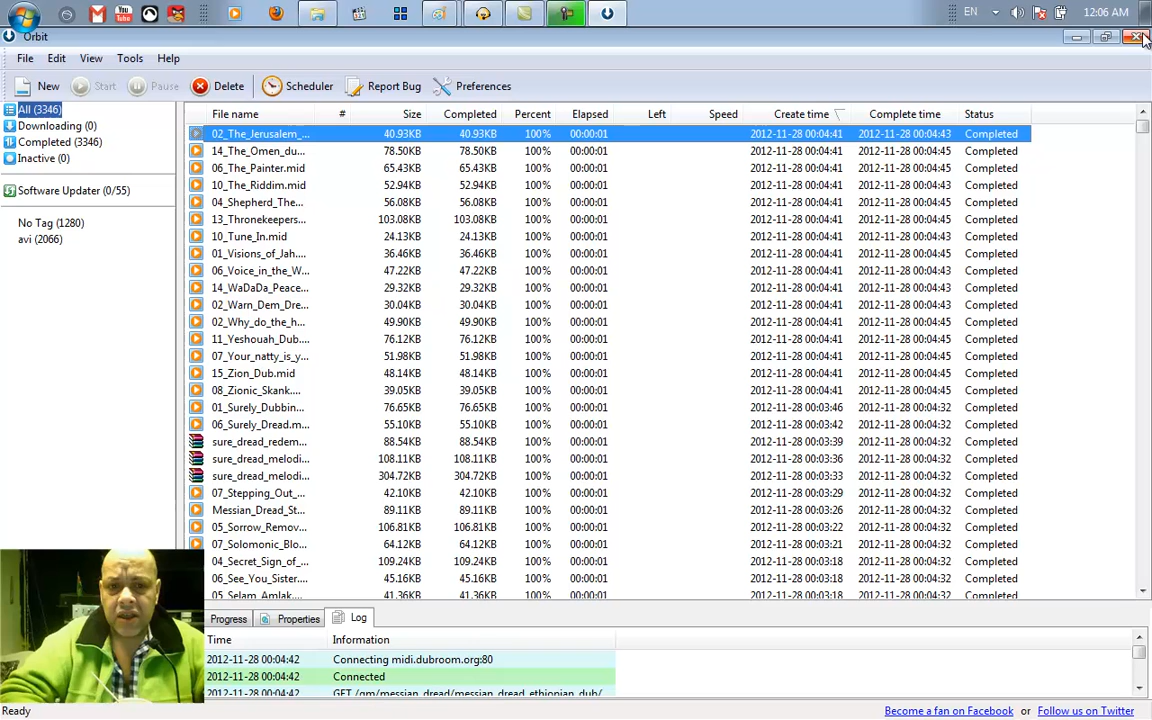 You Tube
EN 12:06 AM
Orbit
File Edit View Tools Help
New Start Pause Delete Scheduler Report Bug Preferences
All (3346)
Downloading (0)
Completed (3346)
Inactive (0)
Software Updater (0/55)
No Tag (1280)
avi (2066)
File name # Size Completed Percent Elapsed Left Speed Create time Complete time Status
02_The_Jerusalem_... 40.93KB 40.93KB 100% 00:00:01 2012-11-28 00:04:41 2012-11-28 00:04:43 Completed
14_The_Omen_du... 78.50KB 78.50KB 100% 00:00:01 2012-11-28 00:04:41 2012-11-28 00:04:45 Completed
06_The_Painter.mid 65.43KB 65.43KB 100% 00:00:01 2012-11-28 00:04:41 2012-11-28 00:04:45 Completed
10_The_Riddim.mid 52.94KB 52.94KB 100% 00:00:01 2012-11-28 00:04:41 2012-11-28 00:04:45 Completed
04_Shepherd_The... 56.08KB 56.08KB 100% 00:00:01 2012-11-28 00:04:41 2012-11-28 00:04:45 Completed
13_Thronekeepers... 103.08KB 103.08KB 100% 00:00:01 2012-11-28 00:04:41 2012-11-28 00:04:45 Completed
10_Tune_In.mid 24.13KB 24.13KB 100% 00:00:01 2012-11-28 00:04:41 2012-11-28 00:04:43 Completed
01_Visions_of_Jah.... 36.46KB 36.46KB 100% 00:00:01 2012-11-28 00:04:41 2012-11-28 00:04:43 Completed
06_Voice_in_the_W... 47.22KB 47.22KB 100% 00:00:01 2012-11-28 00:04:41 2012-11-28 00:04:43 Completed
14_WaDaDa_Peace... 29.32KB 29.32KB 100% 00:00:01 2012-11-28 00:04:41 2012-11-28 00:04:43 Completed
02_Warn_Dem_Dre... 30.04KB 30.04KB 100% 00:00:01 2012-11-28 00:04:41 2012-11-28 00:04:43 Completed
02_Why_do_the_h... 49.90KB 49.90KB 100% 00:00:01 2012-11-28 00:04:41 2012-11-28 00:04:45 Completed
11_Yeshouah_Dub.... 76.12KB 76.12KB 100% 00:00:01 2012-11-28 00:04:41 2012-11-28 00:04:45 Completed
07_Your_natty_is_y... 51.98KB 51.98KB 100% 00:00:01 2012-11-28 00:04:41 2012-11-28 00:04:45 Completed
15_Zion_Dub.mid 48.14KB 48.14KB 100% 00:00:01 2012-11-28 00:04:41 2012-11-28 00:04:45 Completed
08_Zionic_Skank.... 39.05KB 39.05KB 100% 00:00:01 2012-11-28 00:04:41 2012-11-28 00:04:45 Completed
01_Surely_Dubbin... 76.65KB 76.65KB 100% 00:00:01 2012-11-28 00:03:46 2012-11-28 00:04:32 Completed
06_Surely_Dread.m... 55.10KB 55.10KB 100% 00:00:01 2012-11-28 00:03:42 2012-11-28 00:04:32 Completed
sure_dread_redem... 88.54KB 88.54KB 100% 00:00:01 2012-11-28 00:03:39 2012-11-28 00:04:32 Completed
sure_dread_melodi... 108.11KB 108.11KB 100% 00:00:01 2012-11-28 00:03:36 2012-11-28 00:04:32 Completed
sure_dread_melodi... 304.72KB 304.72KB 100% 00:00:01 2012-11-28 00:03:33 2012-11-28 00:04:32 Completed
07_Stepping_Out_... 42.10KB 42.10KB 100% 00:00:01 2012-11-28 00:03:29 2012-11-28 00:04:32 Completed
Messian_Dread_St... 89.11KB 89.11KB 100% 00:00:01 2012-11-28 00:03:26 2012-11-28 00:04:32 Completed
05_Sorrow_Remov... 106.81KB 106.81KB 100% 00:00:01 2012-11-28 00:03:22 2012-11-28 00:04:32 Completed
07_Solomonic_Blo... 64.12KB 64.12KB 100% 00:00:01 2012-11-28 00:03:21 2012-11-28 00:04:32 Completed
04_Secret_Sign_of_... 109.24KB 109.24KB 100% 00:00:01 2012-11-28 00:03:18 2012-11-28 00:04:32 Completed
06_See_You_Sister.... 45.16KB 45.16KB 100% 00:00:01 2012-11-28 00:03:18 2012-11-28 00:04:32 Completed
05_Selam_Amlak.... 41.36KB 41.36KB 100% 00:00:01 2012-11-28 00:03:18 2012-11-28 00:04:32 Completed
Progress Properties Log
Time Information
2012-11-28 00:04:42 Connecting midi.dubroom.org:80
2012-11-28 00:04:42 Connected
2012-11-28 00:04:42 GET /gm/messian_dread/messian_dread_ethiopian_dub/
Ready Become a fan on Facebook or Follow us on Twitter